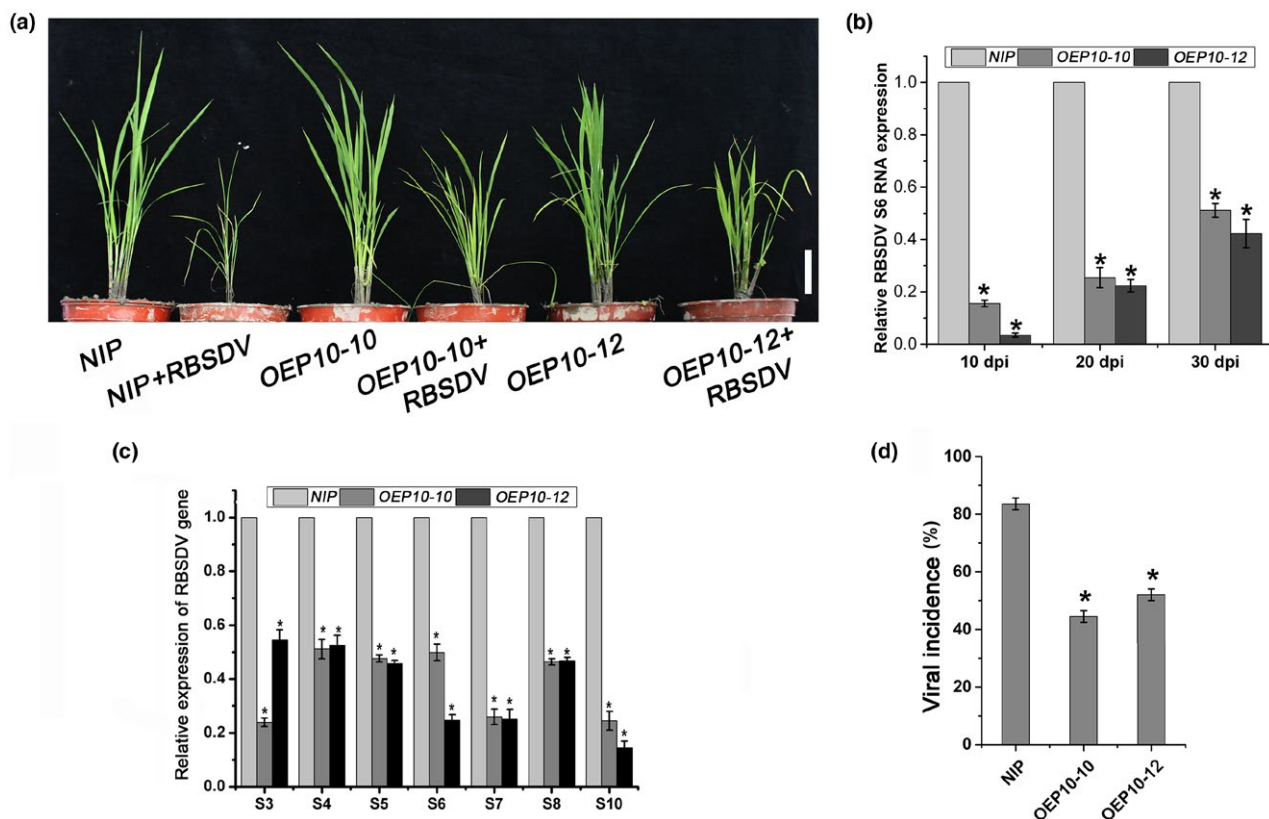 (a)
NIP
NIP+RBSDV
OEP10-10
OEP10-10+
RBSDV
OEP10-12
OEP10-12+
RBSDV
(b)
NIP OEP10-10 OEP10-12
Relative RBSDV S6 RNA expression
1.0
0.8
0.6
0.4
0.2
0.0
* * * * * *
10 dpi 20 dpi 30 dpi
(c)
NIP OEP10-10 OEP10-12
Relative expression of RBSDV gene
1.0
0.8
0.6
0.4
0.2
0.0
* * * * * * * * * * * * * *
S3 S4 S5 S6 S7 S8 S10
(d)
Viral incidence (%)
100
80
60
40
20
0
* *
NIP
OEP10-10
OEP10-12